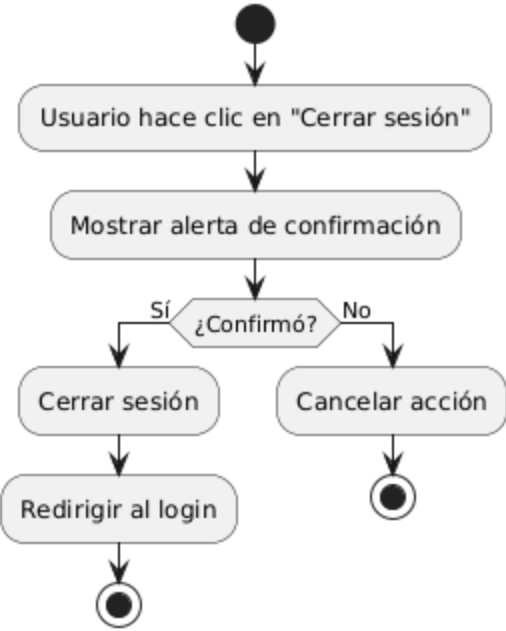 Usuario hace clic en "Cerrar sesión"
Mostrar alerta de confirmación
Sí
¿Confirmó?
No
Cerrar sesión
Cancelar acción
Redirigir al login